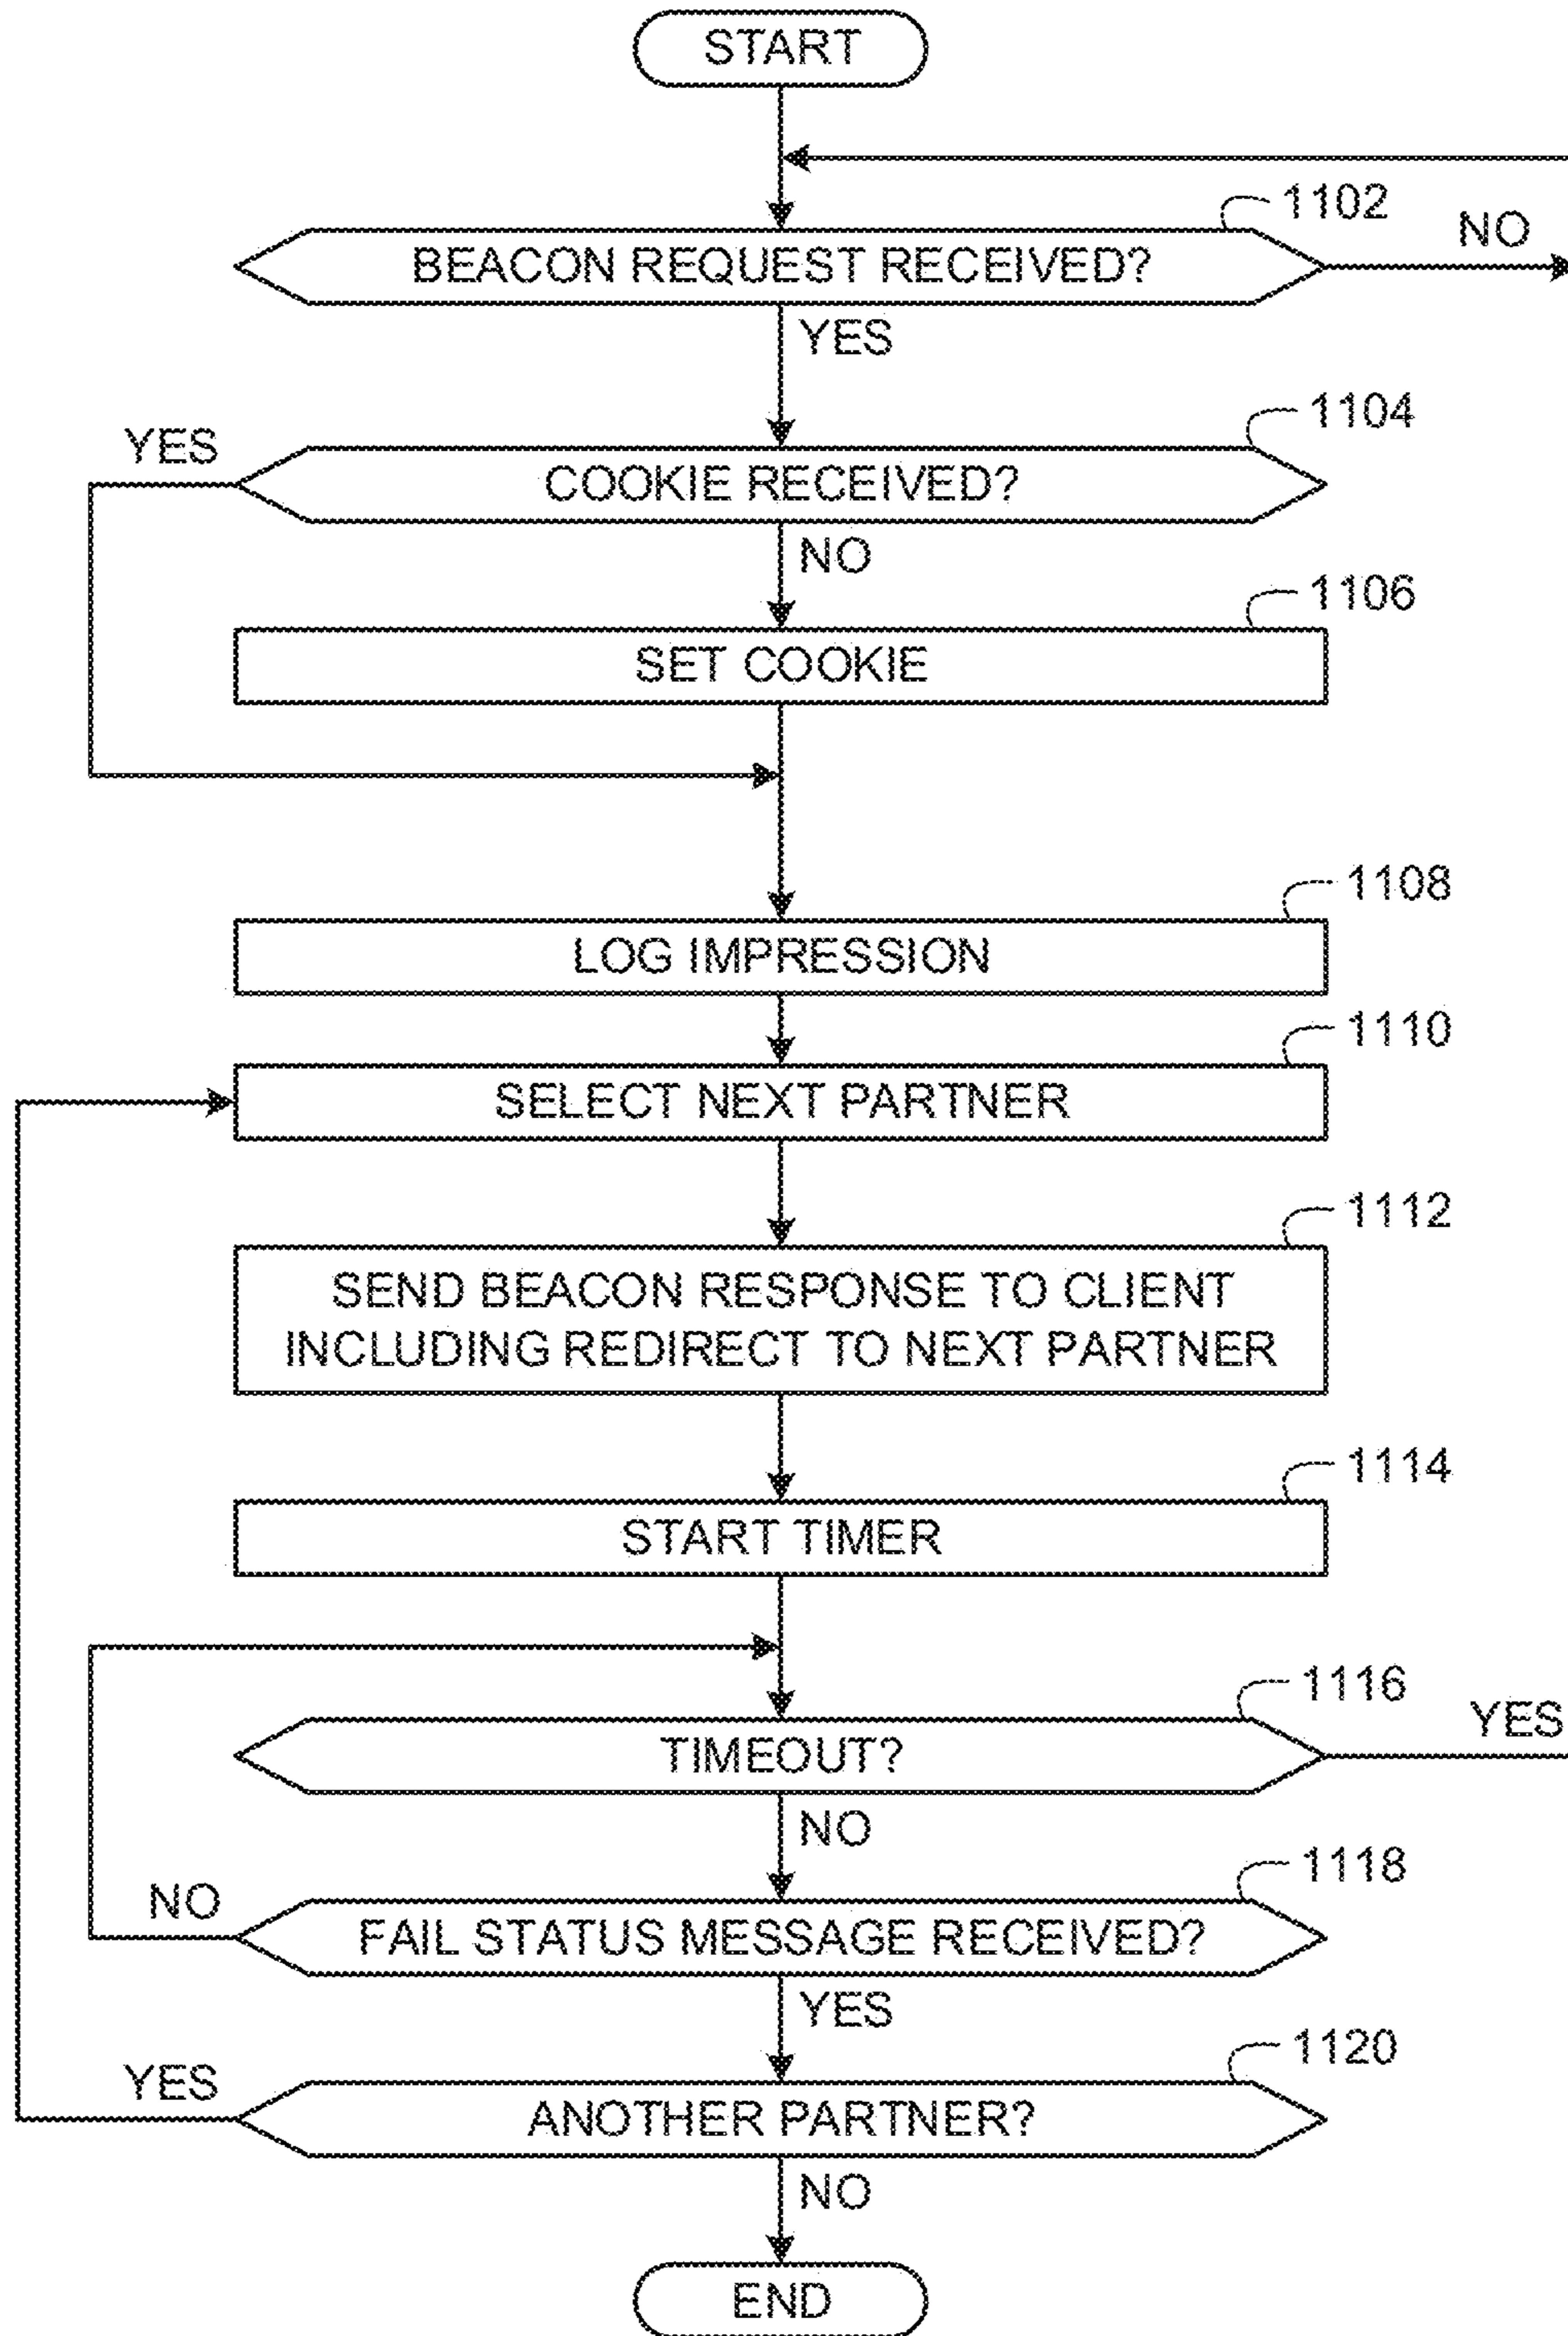 START
1102
NO
BEACON REQUEST RECEIVED?
YES
1104
YES
COOKIE RECEIVED?
NO
1106
SET COOKIE
1108
LOG IMPRESSION
1110
SELECT NEXT PARTNER
1112
SEND BEACON RESPONSE TO CLIENT
INCLUDING REDIRECT TO NEXT PARTNER
1114
START TIMER
1116
YES
TIMEOUT?
NO
1118
NO
FAIL STATUS MESSAGE RECEIVED?
YES
1120
YES
ANOTHER PARTNER?
NO
END